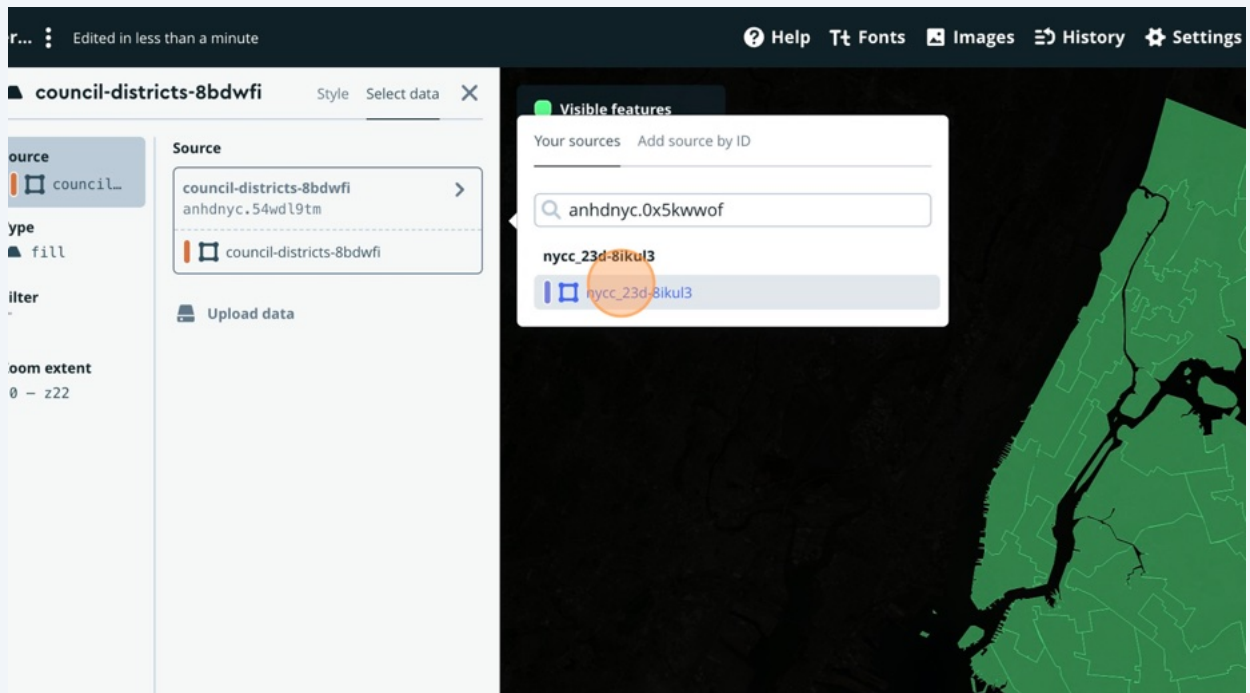 r... Edited in less than a minute Help Tt Fonts Images History Settings
council-districts-8bdwfi Style Select data
ource
council…
ype
fill
ilter
oom extent
0 – z22
Source
council-districts-8bdwfi
anhdnyc.54wdl9tm
council-districts-8bdwfi
Upload data
Visible features
Your sources Add source by ID
anhdnyc.0x5kwwof
nycc_23d-8ikul3
nycc_23d-8ikul3